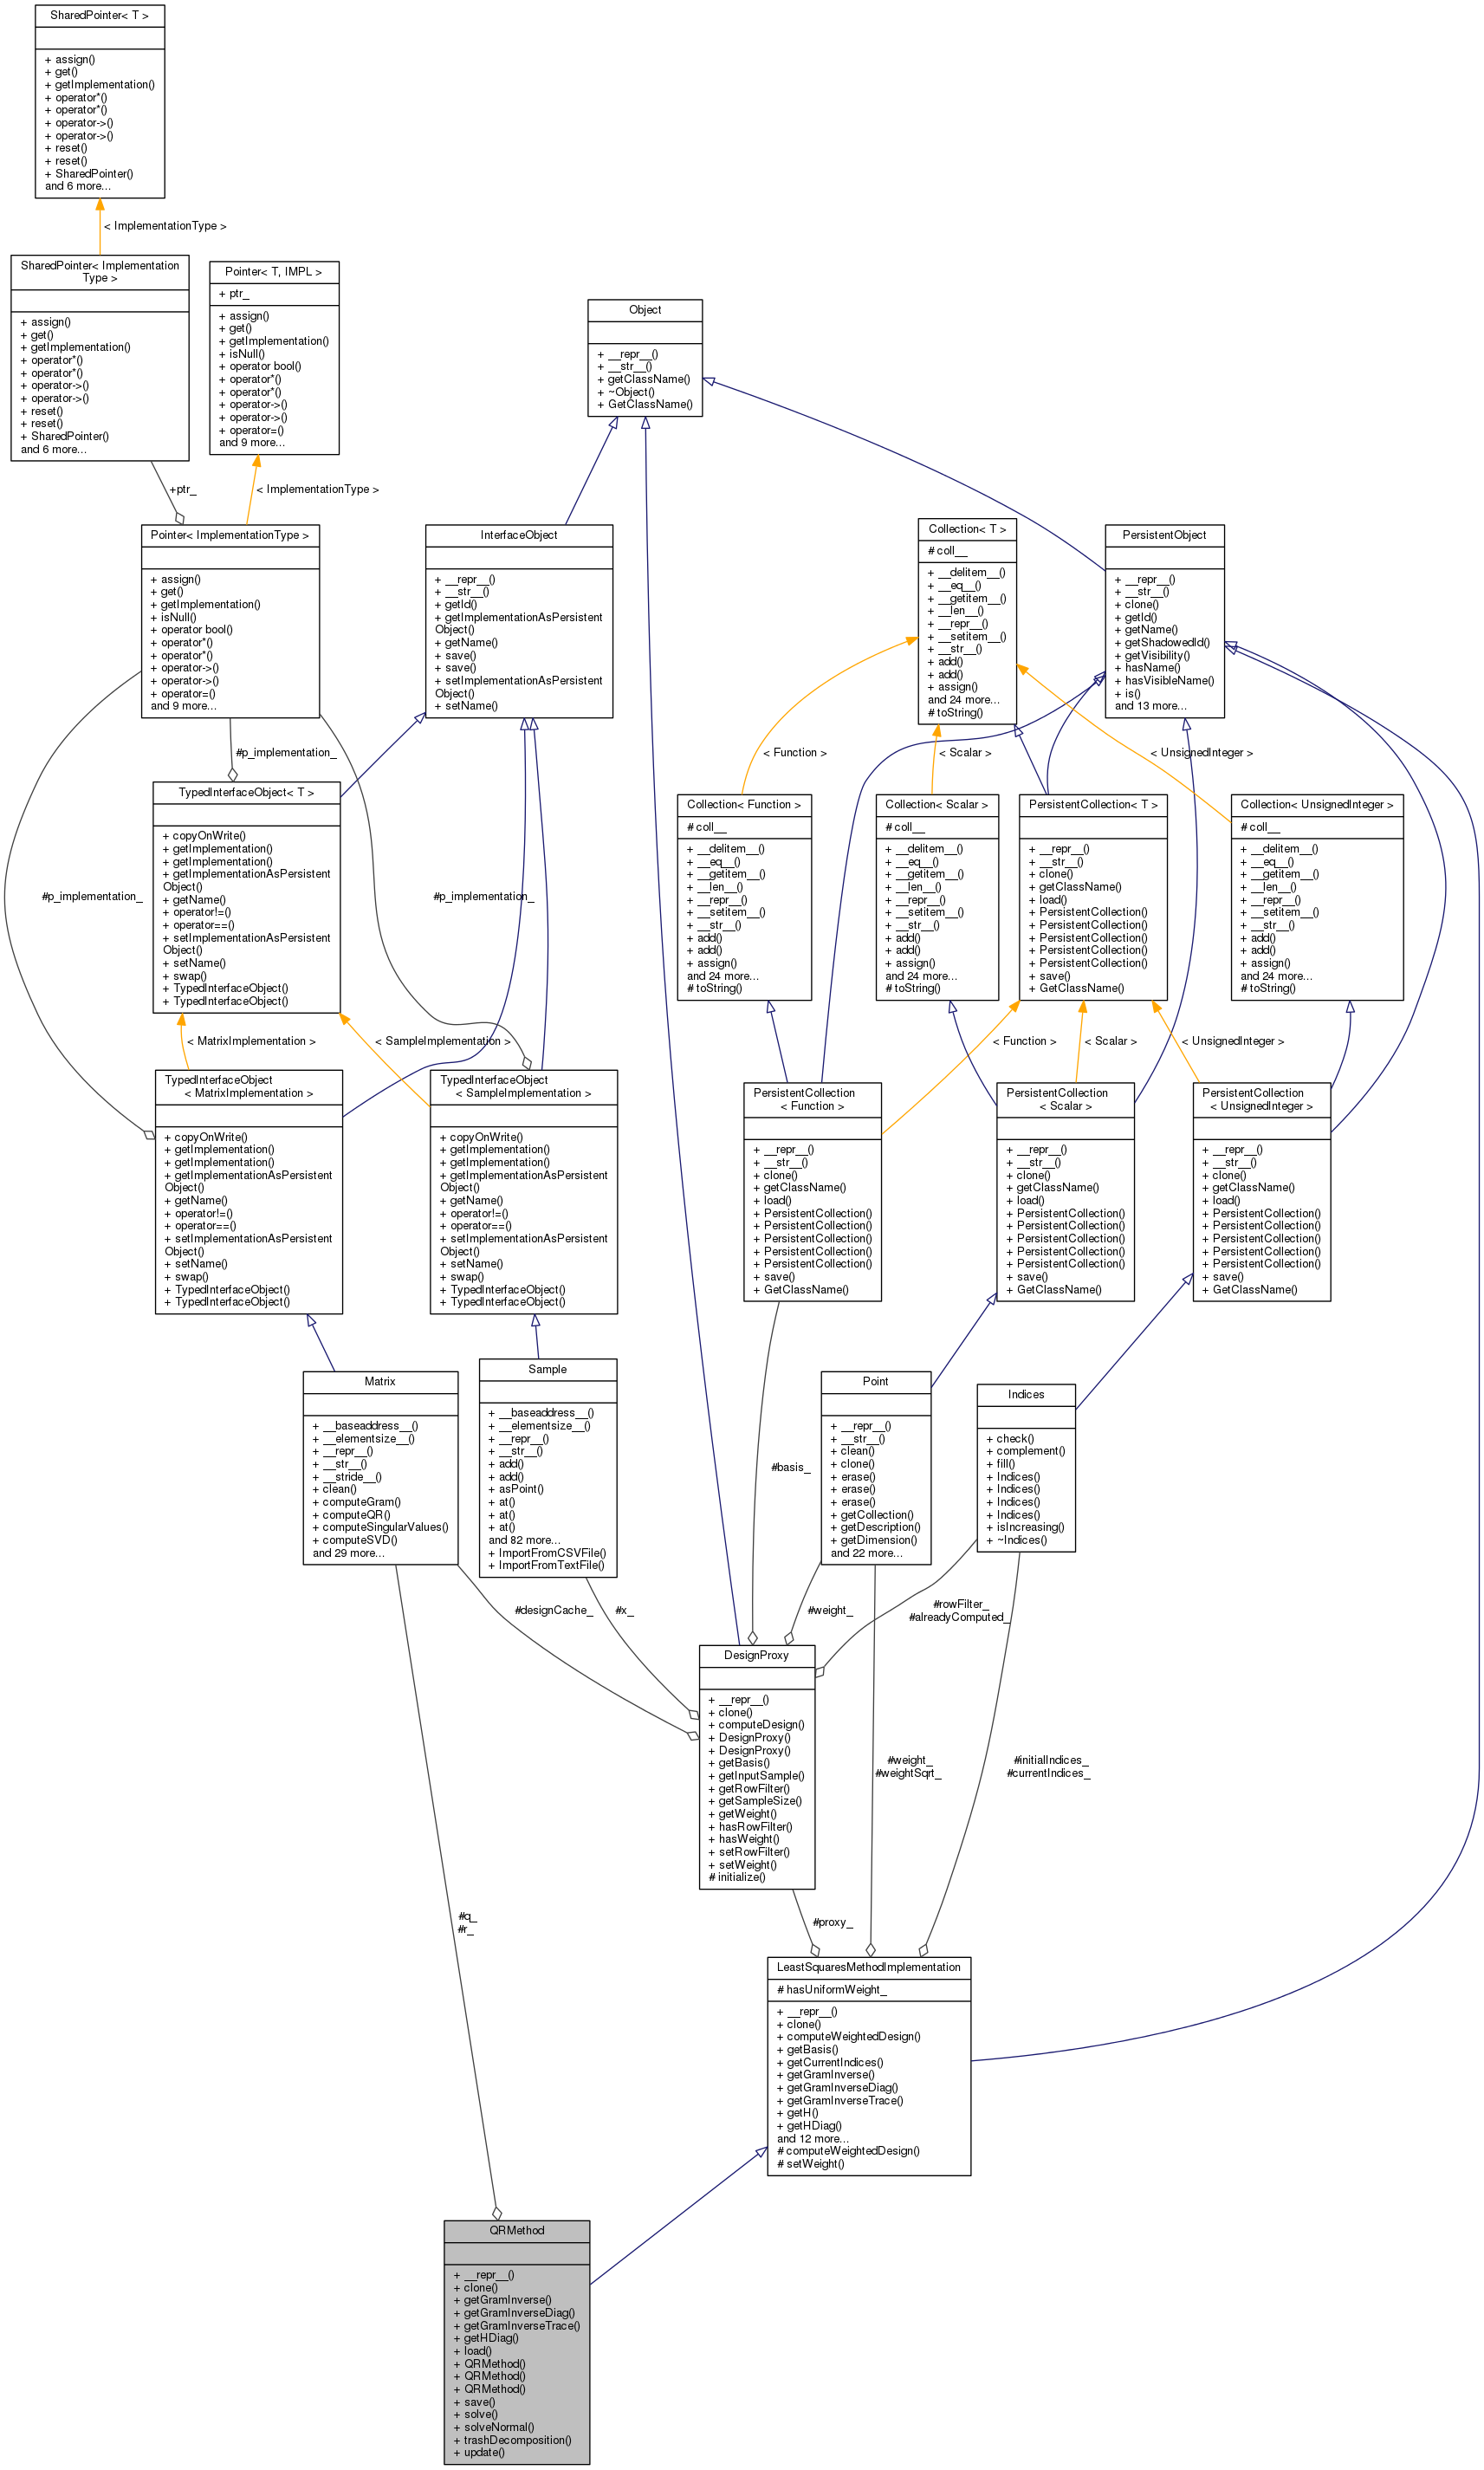 SharedPointer< T >
+ assign()
+ get()
+ getImplementation()
+ operator*()
+ operator*()
+ operator->()
+ operator->()
+ reset()
+ reset()
+ SharedPointer()
and 6 more...
< ImplementationType >
SharedPointer< Implementation
Type >
+ assign()
+ get()
+ getImplementation()
+ operator*()
+ operator*()
+ operator->()
+ operator->()
+ reset()
+ reset()
+ SharedPointer()
and 6 more...
Pointer< T, IMPL >
+ ptr_
+ assign()
+ get()
+ getImplementation()
+ isNull()
+ operator bool()
+ operator*()
+ operator*()
+ operator->()
+ operator->()
+ operator=()
and 9 more...
Object
+ __repr__()
+ __str__()
+ getClassName()
+ ~Object()
+ GetClassName()
+ptr_
< ImplementationType >
Pointer< ImplementationType >
+ assign()
+ get()
+ getImplementation()
+ isNull()
+ operator bool()
+ operator*()
+ operator*()
+ operator->()
+ operator->()
+ operator=()
and 9 more...
InterfaceObject
+ __repr__()
+ __str__()
+ getId()
+ getImplementationAsPersistent
Object()
+ getName()
+ save()
+ save()
+ setImplementationAsPersistent
Object()
+ setName()
Collection< T >
# coll__
+ __delitem__()
+ __eq__()
+ __getitem__()
+ __len__()
+ __repr__()
+ __setitem__()
+ __str__()
+ add()
+ add()
+ assign()
and 24 more...
# toString()
PersistentObject
+ __repr__()
+ __str__()
+ clone()
+ getId()
+ getName()
+ getShadowedId()
+ getVisibility()
+ hasName()
+ hasVisibleName()
+ is()
and 13 more...
#p_implementation_
< Function >
< Scalar >
< UnsignedInteger >
TypedInterfaceObject< T >
+ copyOnWrite()
+ getImplementation()
+ getImplementation()
+ getImplementationAsPersistent
Object()
+ getName()
+ operator!=()
+ operator==()
+ setImplementationAsPersistent
Object()
+ setName()
+ swap()
+ TypedInterfaceObject()
+ TypedInterfaceObject()
Collection< Function >
# coll__
+ __delitem__()
+ __eq__()
+ __getitem__()
+ __len__()
+ __repr__()
+ __setitem__()
+ __str__()
+ add()
+ add()
+ assign()
and 24 more...
# toString()
Collection< Scalar >
# coll__
+ __delitem__()
+ __eq__()
+ __getitem__()
+ __len__()
+ __repr__()
+ __setitem__()
+ __str__()
+ add()
+ add()
+ assign()
and 24 more...
# toString()
PersistentCollection< T >
+ __repr__()
+ __str__()
+ clone()
+ getClassName()
+ load()
+ PersistentCollection()
+ PersistentCollection()
+ PersistentCollection()
+ PersistentCollection()
+ PersistentCollection()
+ save()
+ GetClassName()
Collection< UnsignedInteger >
# coll__
+ __delitem__()
+ __eq__()
+ __getitem__()
+ __len__()
+ __repr__()
+ __setitem__()
+ __str__()
+ add()
+ add()
+ assign()
and 24 more...
# toString()
#p_implementation_
#p_implementation_
< MatrixImplementation >
< SampleImplementation >
< Function >
< Scalar >
< UnsignedInteger >
TypedInterfaceObject
< MatrixImplementation >
+ copyOnWrite()
+ getImplementation()
+ getImplementation()
+ getImplementationAsPersistent
Object()
+ getName()
+ operator!=()
+ operator==()
+ setImplementationAsPersistent
Object()
+ setName()
+ swap()
+ TypedInterfaceObject()
+ TypedInterfaceObject()
TypedInterfaceObject
< SampleImplementation >
+ copyOnWrite()
+ getImplementation()
+ getImplementation()
+ getImplementationAsPersistent
Object()
+ getName()
+ operator!=()
+ operator==()
+ setImplementationAsPersistent
Object()
+ setName()
+ swap()
+ TypedInterfaceObject()
+ TypedInterfaceObject()
PersistentCollection
< Function >
+ __repr__()
+ __str__()
+ clone()
+ getClassName()
+ load()
+ PersistentCollection()
+ PersistentCollection()
+ PersistentCollection()
+ PersistentCollection()
+ PersistentCollection()
+ save()
+ GetClassName()
PersistentCollection
< Scalar >
+ __repr__()
+ __str__()
+ clone()
+ getClassName()
+ load()
+ PersistentCollection()
+ PersistentCollection()
+ PersistentCollection()
+ PersistentCollection()
+ PersistentCollection()
+ save()
+ GetClassName()
PersistentCollection
< UnsignedInteger >
+ __repr__()
+ __str__()
+ clone()
+ getClassName()
+ load()
+ PersistentCollection()
+ PersistentCollection()
+ PersistentCollection()
+ PersistentCollection()
+ PersistentCollection()
+ save()
+ GetClassName()
Matrix
+ __baseaddress__()
+ __elementsize__()
+ __repr__()
+ __str__()
+ __stride__()
+ clean()
+ computeGram()
+ computeQR()
+ computeSingularValues()
+ computeSVD()
and 29 more...
Sample
+ __baseaddress__()
+ __elementsize__()
+ __repr__()
+ __str__()
+ add()
+ add()
+ asPoint()
+ at()
+ at()
+ at()
and 82 more...
+ ImportFromCSVFile()
+ ImportFromTextFile()
#basis_
Point
+ __repr__()
+ __str__()
+ clean()
+ clone()
+ erase()
+ erase()
+ erase()
+ getCollection()
+ getDescription()
+ getDimension()
and 22 more...
Indices
+ check()
+ complement()
+ fill()
+ Indices()
+ Indices()
+ Indices()
+ Indices()
+ isIncreasing()
+ ~Indices()
#designCache_
#x_
#weight_
#rowFilter_
#alreadyComputed_
DesignProxy
+ __repr__()
+ clone()
+ computeDesign()
+ DesignProxy()
+ DesignProxy()
+ getBasis()
+ getInputSample()
+ getRowFilter()
+ getSampleSize()
+ getWeight()
+ hasRowFilter()
+ hasWeight()
+ setRowFilter()
+ setWeight()
# initialize()
#weight_
#weightSqrt_
#initialIndices_
#currentIndices_
#q_
#r_
#proxy_
LeastSquaresMethodImplementation
# hasUniformWeight_
+ __repr__()
+ clone()
+ computeWeightedDesign()
+ getBasis()
+ getCurrentIndices()
+ getGramInverse()
+ getGramInverseDiag()
+ getGramInverseTrace()
+ getH()
+ getHDiag()
and 12 more...
# computeWeightedDesign()
# setWeight()
QRMethod
+ __repr__()
+ clone()
+ getGramInverse()
+ getGramInverseDiag()
+ getGramInverseTrace()
+ getHDiag()
+ load()
+ QRMethod()
+ QRMethod()
+ QRMethod()
+ save()
+ solve()
+ solveNormal()
+ trashDecomposition()
+ update()